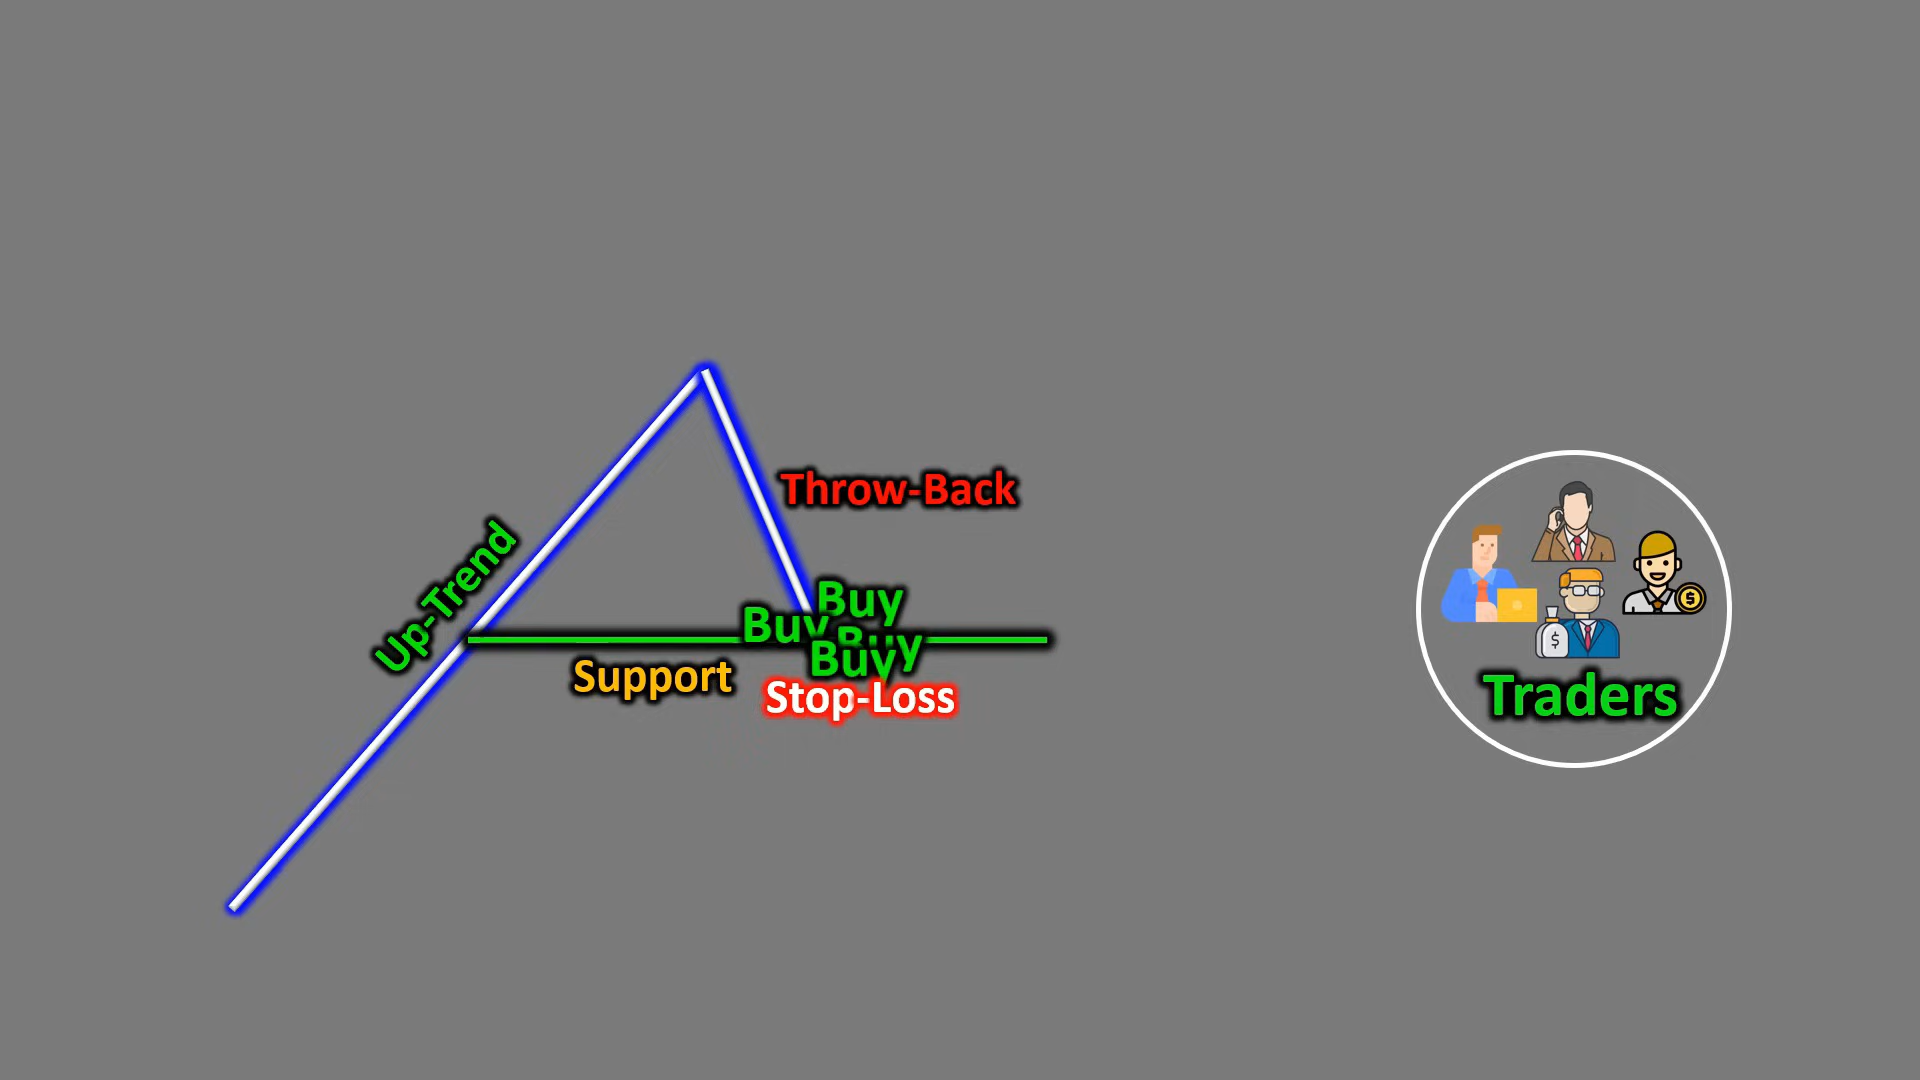 Up-Trend
Throw-Back
Buy
Buy
Buy
Buy
Support
Stop-Loss
Traders